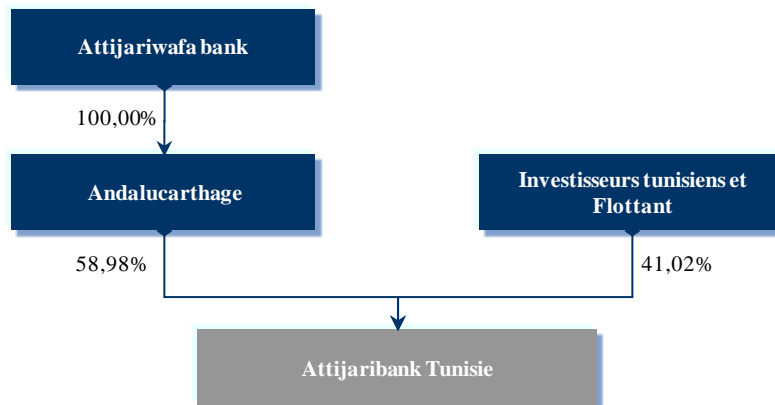 Attijariwafa bank
100,00%
Andalucarthage
Investisseurs tunisiens et
Flottant
58,98%
41,02%
Attijaribank Tunisie